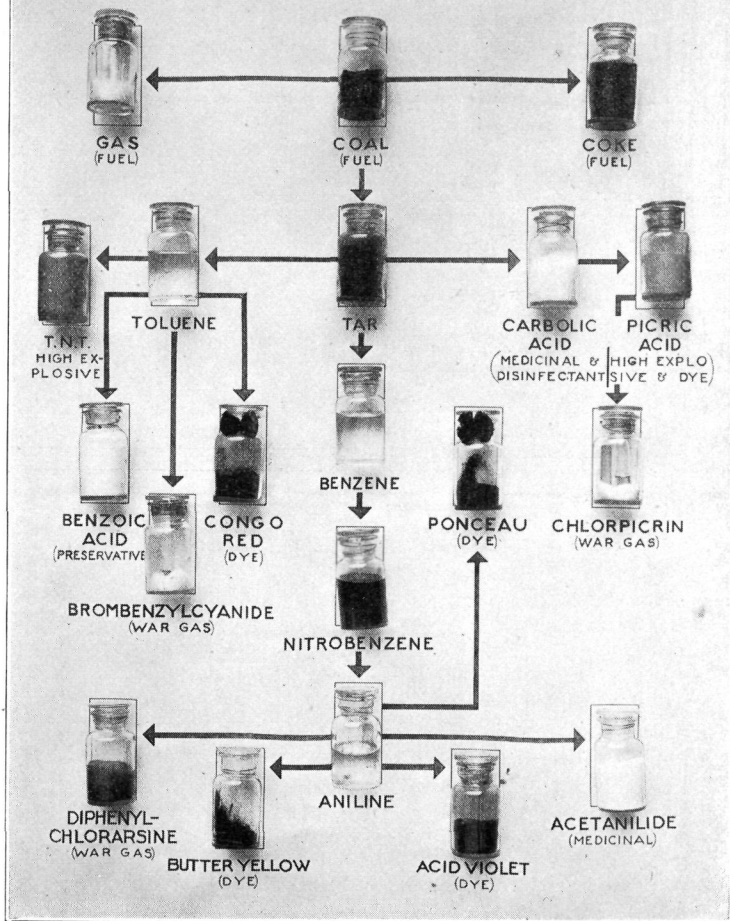 GAS
(FUEL)
COAL
(FUEL)
COKE
(FUEL)
T.N.T.
HIGH EX-
PLOSIVE
TOLUENE
TAR
CARBOLIC
ACID
(MEDICINAL &
DISINFECTANT
PICRIC
ACID
HIGH EXPLO
SIVE & DYE)
BENZOIC
ACID
(PRESERVATIVE
BROMBENZYLCYANIDE
(WAR GAS)
CONGO
RED
(DYE)
BENZENE
PONCEAU
(DYE)
CHLORPICRIN
(WAR GAS)
NITROBENZENE
ANILINE
DIPHENYL-
CHLORARSINE
(WAR GAS)
BUTTER YELLOW
(DYE)
ACID VIOLET
(DYE)
ACETANILIDE
(MEDICINAL)